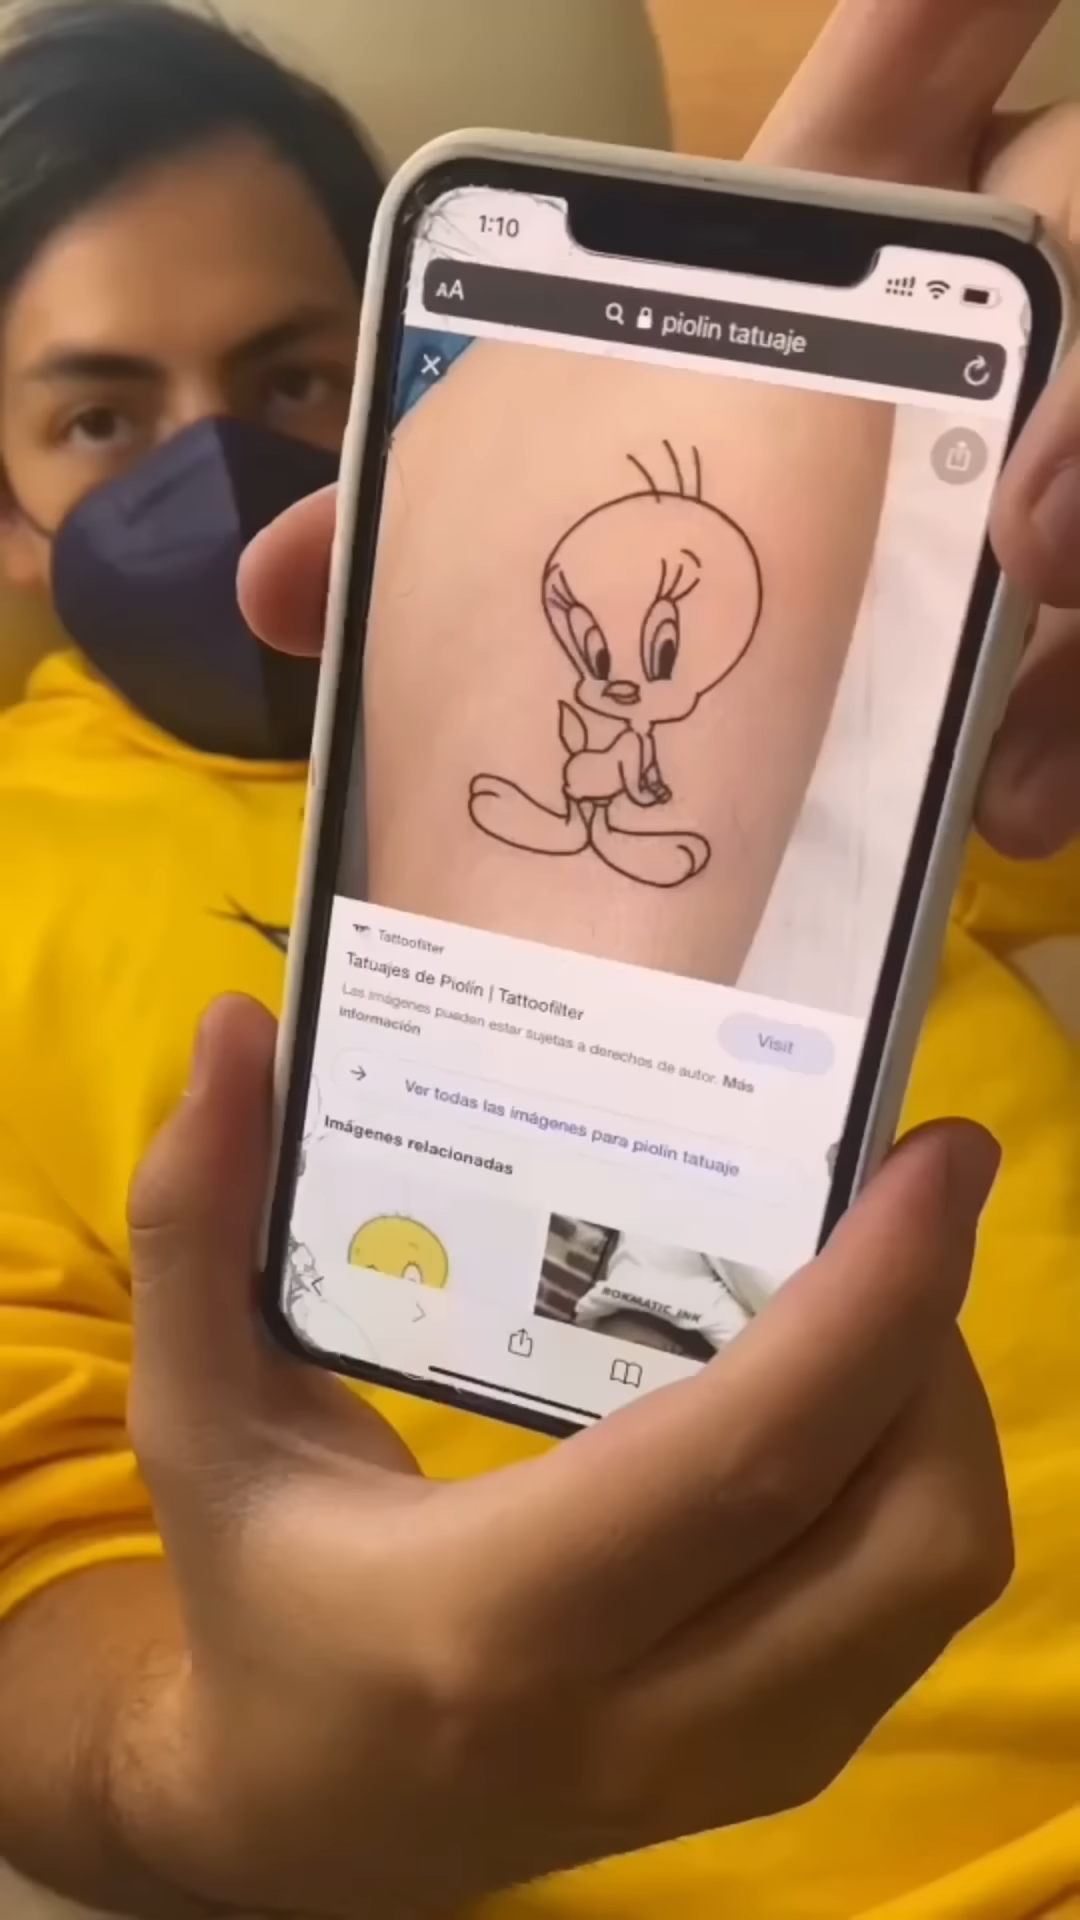 1:10
AA piolin tatuaje
Tattoofilter
Tatuajes de Piolín | Tattoofilter
Las imágenes pueden estar sujetas a derechos de autor. Más
información
Visit
Ver todas las imágenes para piolin tatuaje
Imágenes relacionadas
ROKMATIC INK